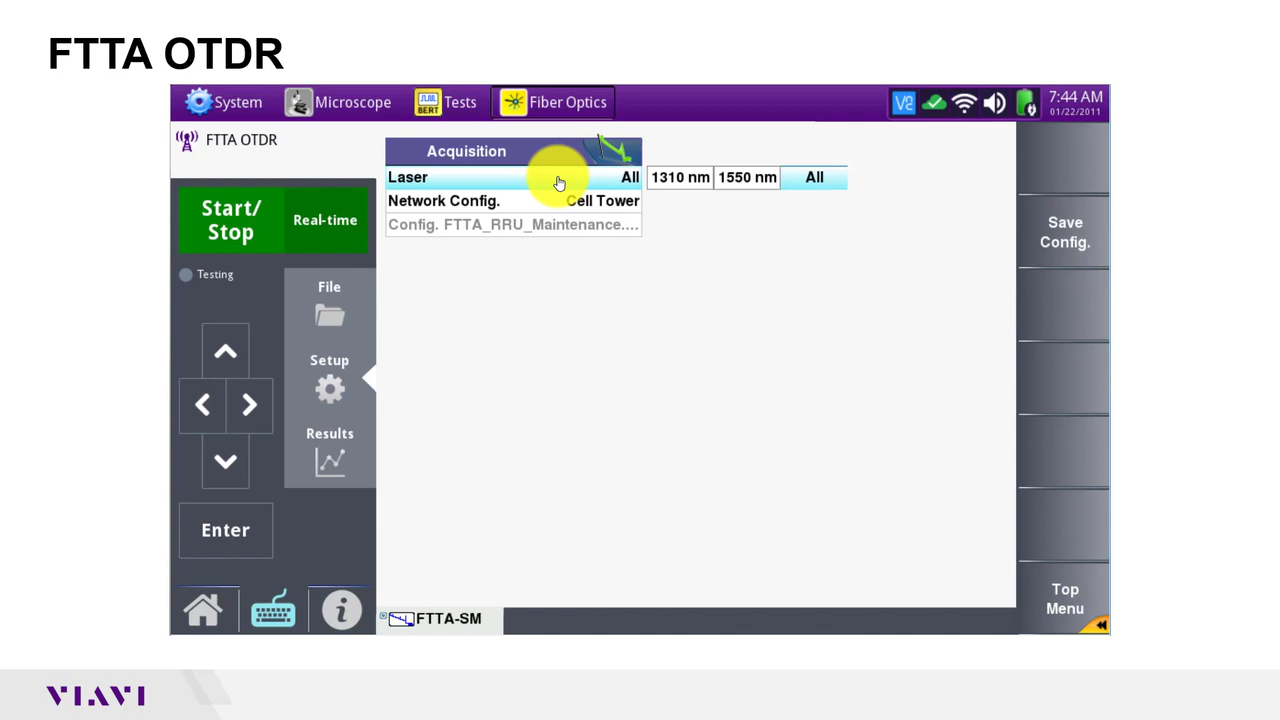 FTTA OTDR
System Microscope BERT Tests Fiber Optics V2 7:44 AM
01/22/2011
FTTA OTDR
Acquisition
Laser All 1310 nm 1550 nm All
Network Config. Cell Tower
Config. FTTA_RRU_Maintenance....
Start/
Stop
Real-time
Testing
File
Setup
Results
Enter
Save
Config.
Top
Menu
FTTA-SM
VIAVI